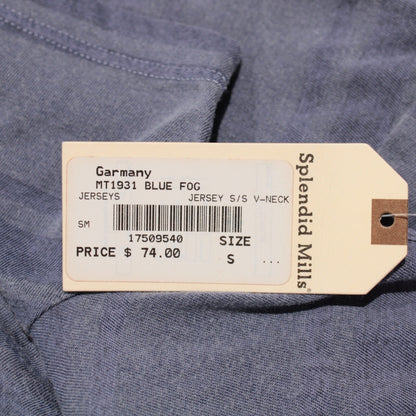 Garmany
MT1931 BLUE FOG
JERSEYS JERSEY S/S V-NECK
SM
17509540
SIZE
PRICE $ 74.00
S ...
Splendid Mills®